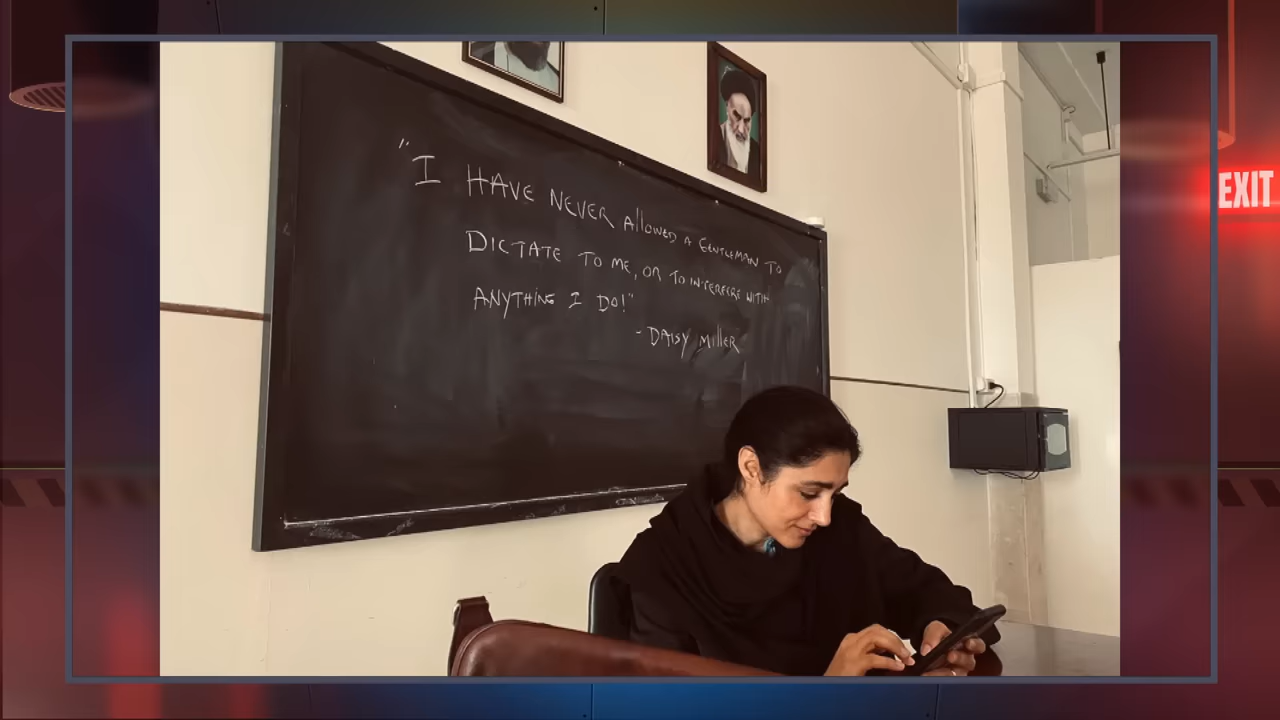 "I HAVE NEVER Allowed A GENTLEMAN TO
DICTATE TO ME, OR TO INTERFERE WITH
ANYTHING I DO!"
- DAISY MILLER
EXIT